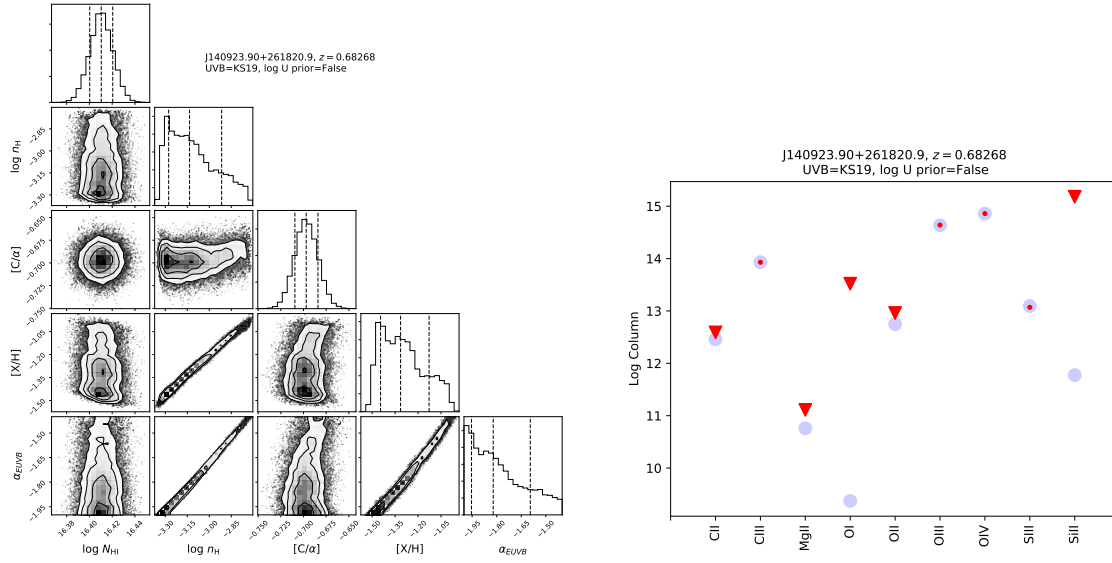 J140923.90+261820.9, z = 0.68268
UVB=KS19, log U prior=False
log n_H
−2.85
−3.00
−3.15
−3.30
[C/α]
−0.650
−0.675
−0.700
−0.725
−0.750
[X/H]
−1.05
−1.20
−1.35
−1.50
α_EUVB
−1.50
−1.65
−1.80
−1.95
16.38
16.40
16.42
16.44
log N_HI
−3.30
−3.15
−3.00
−2.85
log n_H
−0.750
−0.725
−0.700
−0.675
−0.650
[C/α]
−1.50
−1.35
−1.20
−1.05
[X/H]
−1.95
−1.80
−1.65
−1.50
α_EUVB
J140923.90+261820.9, z = 0.68268
UVB=KS19, log U prior=False
Log Column
15
14
13
12
11
10
CII
CIII
MgII
OI
OII
OIII
OIV
SIII
SiII